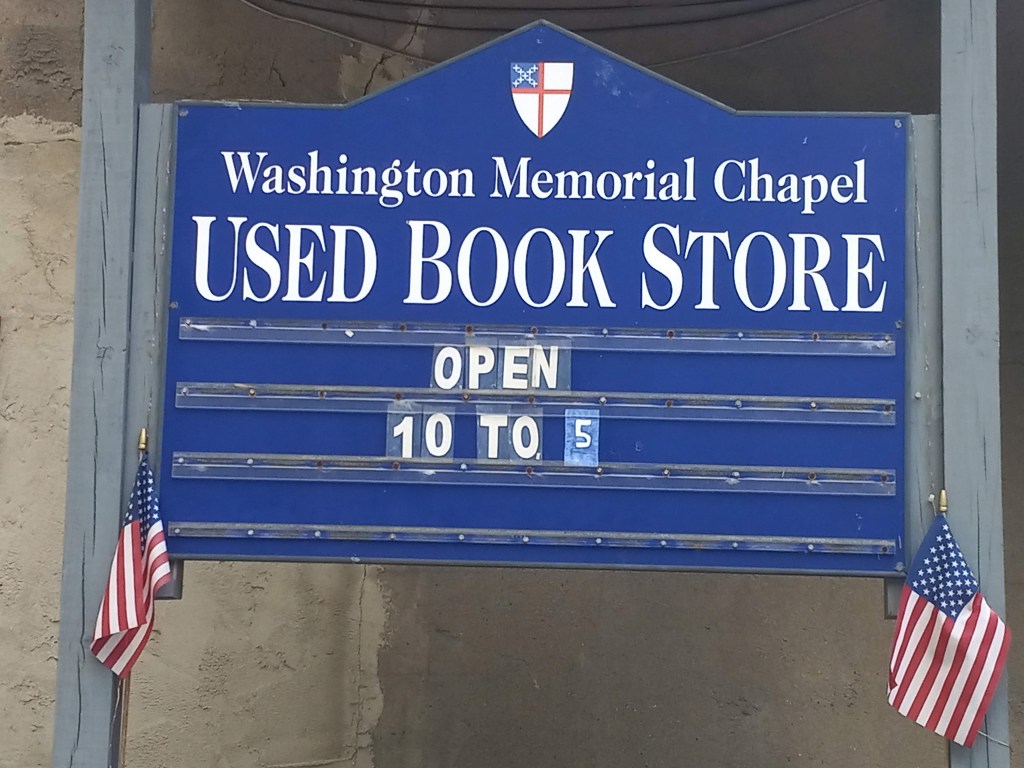 Washington Memorial Chapel
USED BOOK STORE
OPEN
10 TO 5